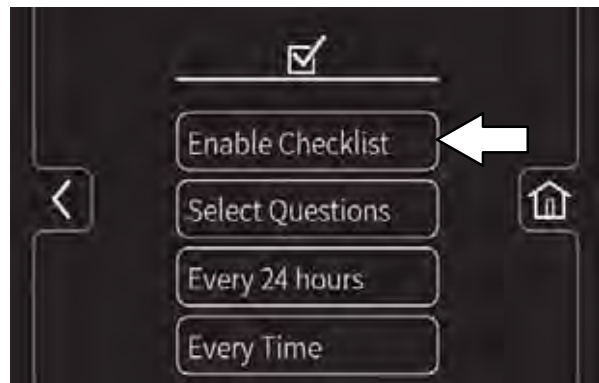 Enable Checklist
Select Questions
Every 24 hours
Every Time